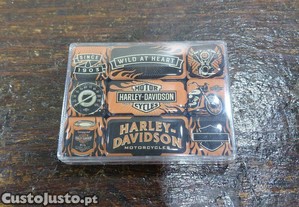 SINCE
1903
WILD AT HEART
MOTOR
HARLEY-DAVIDSON
CYCLES
HARLEY-
DAVIDSON
MOTORCYCLES
CustoJusto.pt